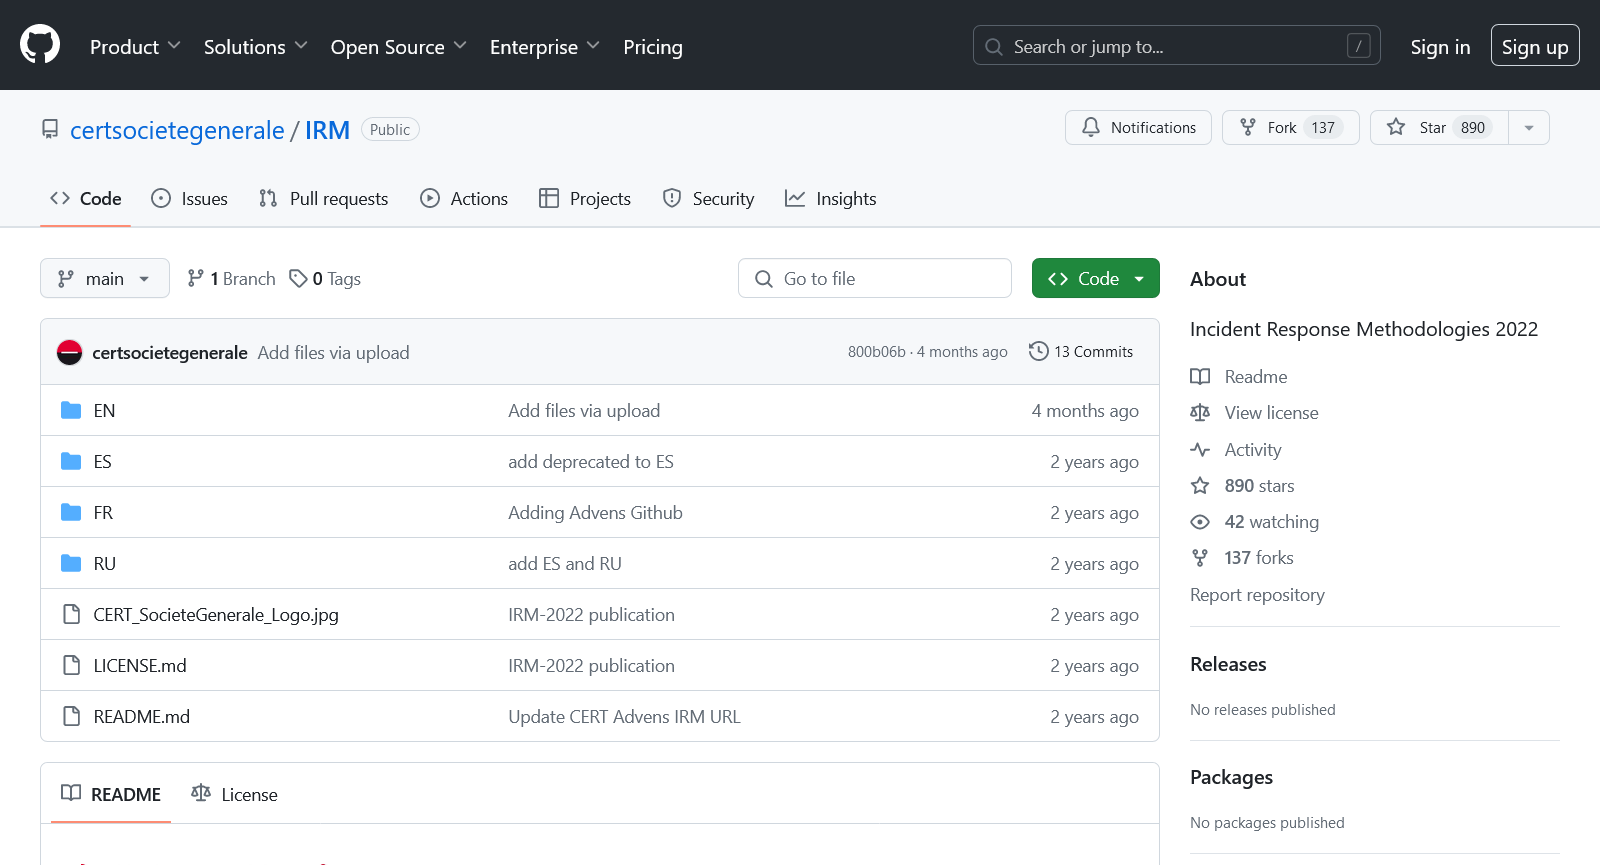 Product Solutions Open Source Enterprise Pricing Search or jump to... / Sign in Sign up
certsocietegenerale / IRM Public Notifications Fork 137 Star 890
Code Issues Pull requests Actions Projects Security Insights
main 1 Branch 0 Tags Go to file Code
certsocietegenerale Add files via upload 800b06b · 4 months ago 13 Commits
EN Add files via upload 4 months ago
ES add deprecated to ES 2 years ago
FR Adding Advens Github 2 years ago
RU add ES and RU 2 years ago
CERT_SocieteGenerale_Logo.jpg IRM-2022 publication 2 years ago
LICENSE.md IRM-2022 publication 2 years ago
README.md Update CERT Advens IRM URL 2 years ago
README License
About
Incident Response Methodologies 2022
Readme
View license
Activity
890 stars
42 watching
137 forks
Report repository
Releases
No releases published
Packages
No packages published